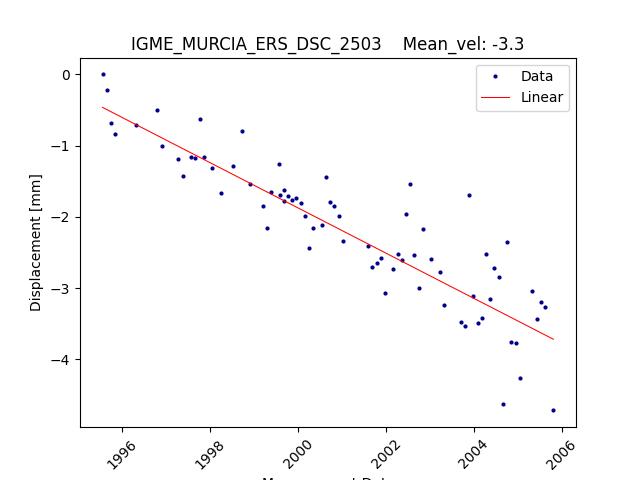 IGME_MURCIA_ERS_DSC_2503 Mean_vel: -3.3
Data
Linear
Displacement [mm]
0
−1
−2
−3
−4
1996
1998
2000
2002
2004
2006